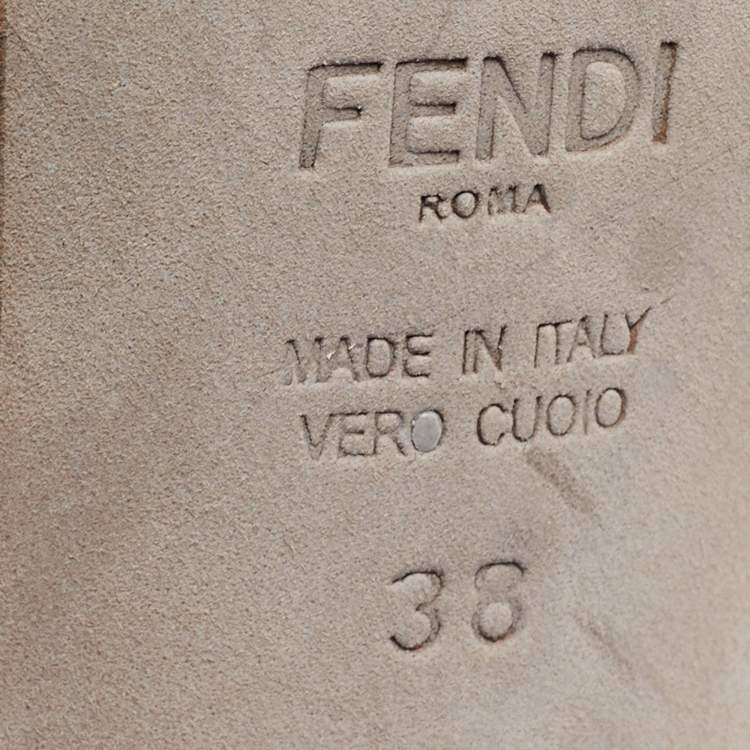 FENDI
ROMA
MADE IN ITALY
VERO CUOIO
38